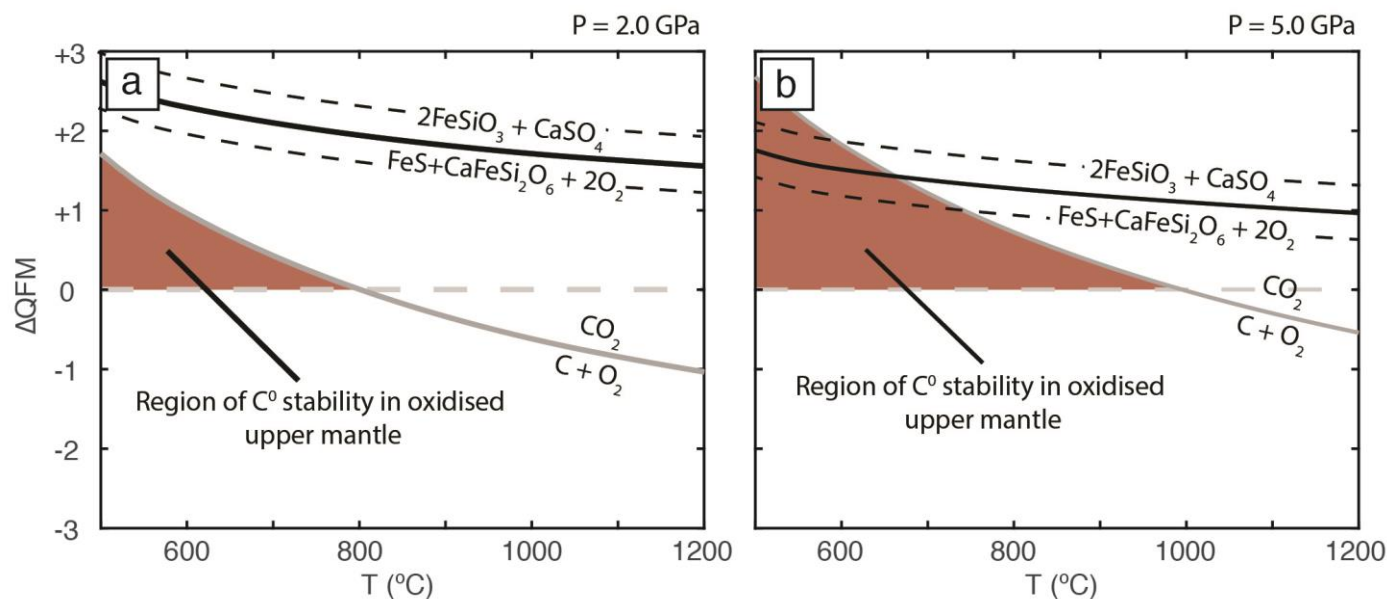 P = 2.0 GPa
a
+3
+2
+1
0
-1
-2
-3
ΔQFM
2FeSiO₃ + CaSO₄
FeS+CaFeSi₂O₆ + 2O₂
CO₂
C + O₂
Region of C⁰ stability in oxidised
upper mantle
600 800 1000 1200
T (ºC)
P = 5.0 GPa
b
2FeSiO₃ + CaSO₄
FeS+CaFeSi₂O₆ + 2O₂
CO₂
C + O₂
Region of C⁰ stability in oxidised
upper mantle
600 800 1000 1200
T (ºC)